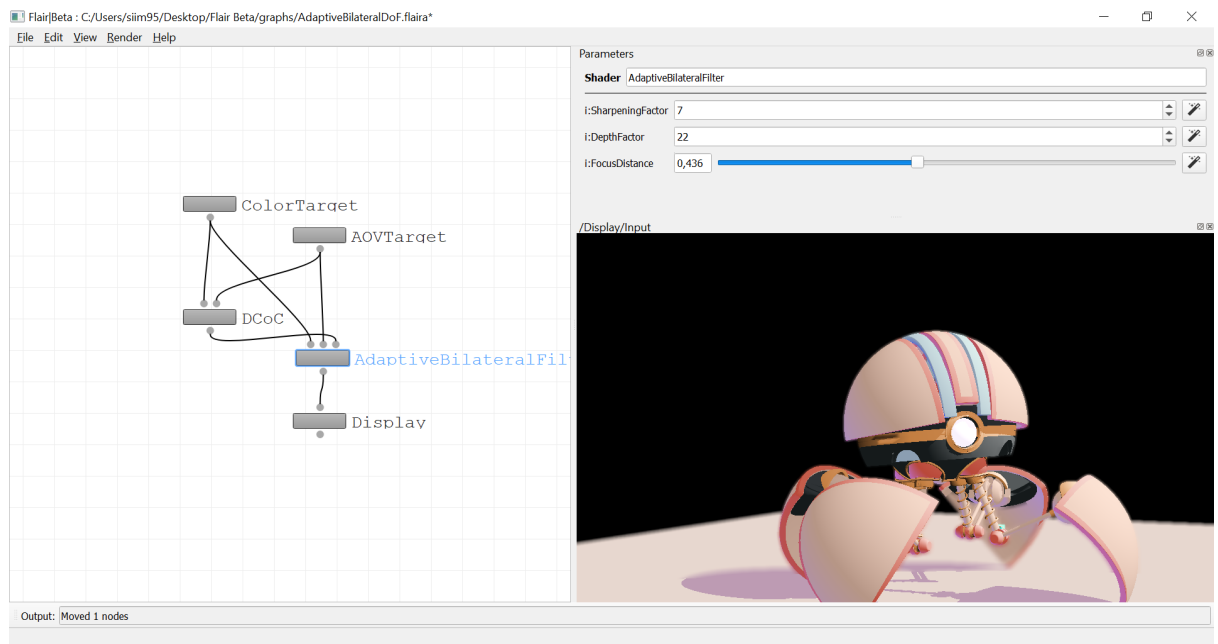 Flair|Beta : C:/Users/siim95/Desktop/Flair Beta/graphs/AdaptiveBilateralDoF.flaira*
File Edit View Render Help
Parameters
Shader AdaptiveBilateralFilter
i:SharpeningFactor 7
i:DepthFactor 22
i:FocusDistance 0,436
ColorTarget
AOVTarget
DCoC
AdaptiveBilateralFil
Display
/Display/Input
Output: Moved 1 nodes